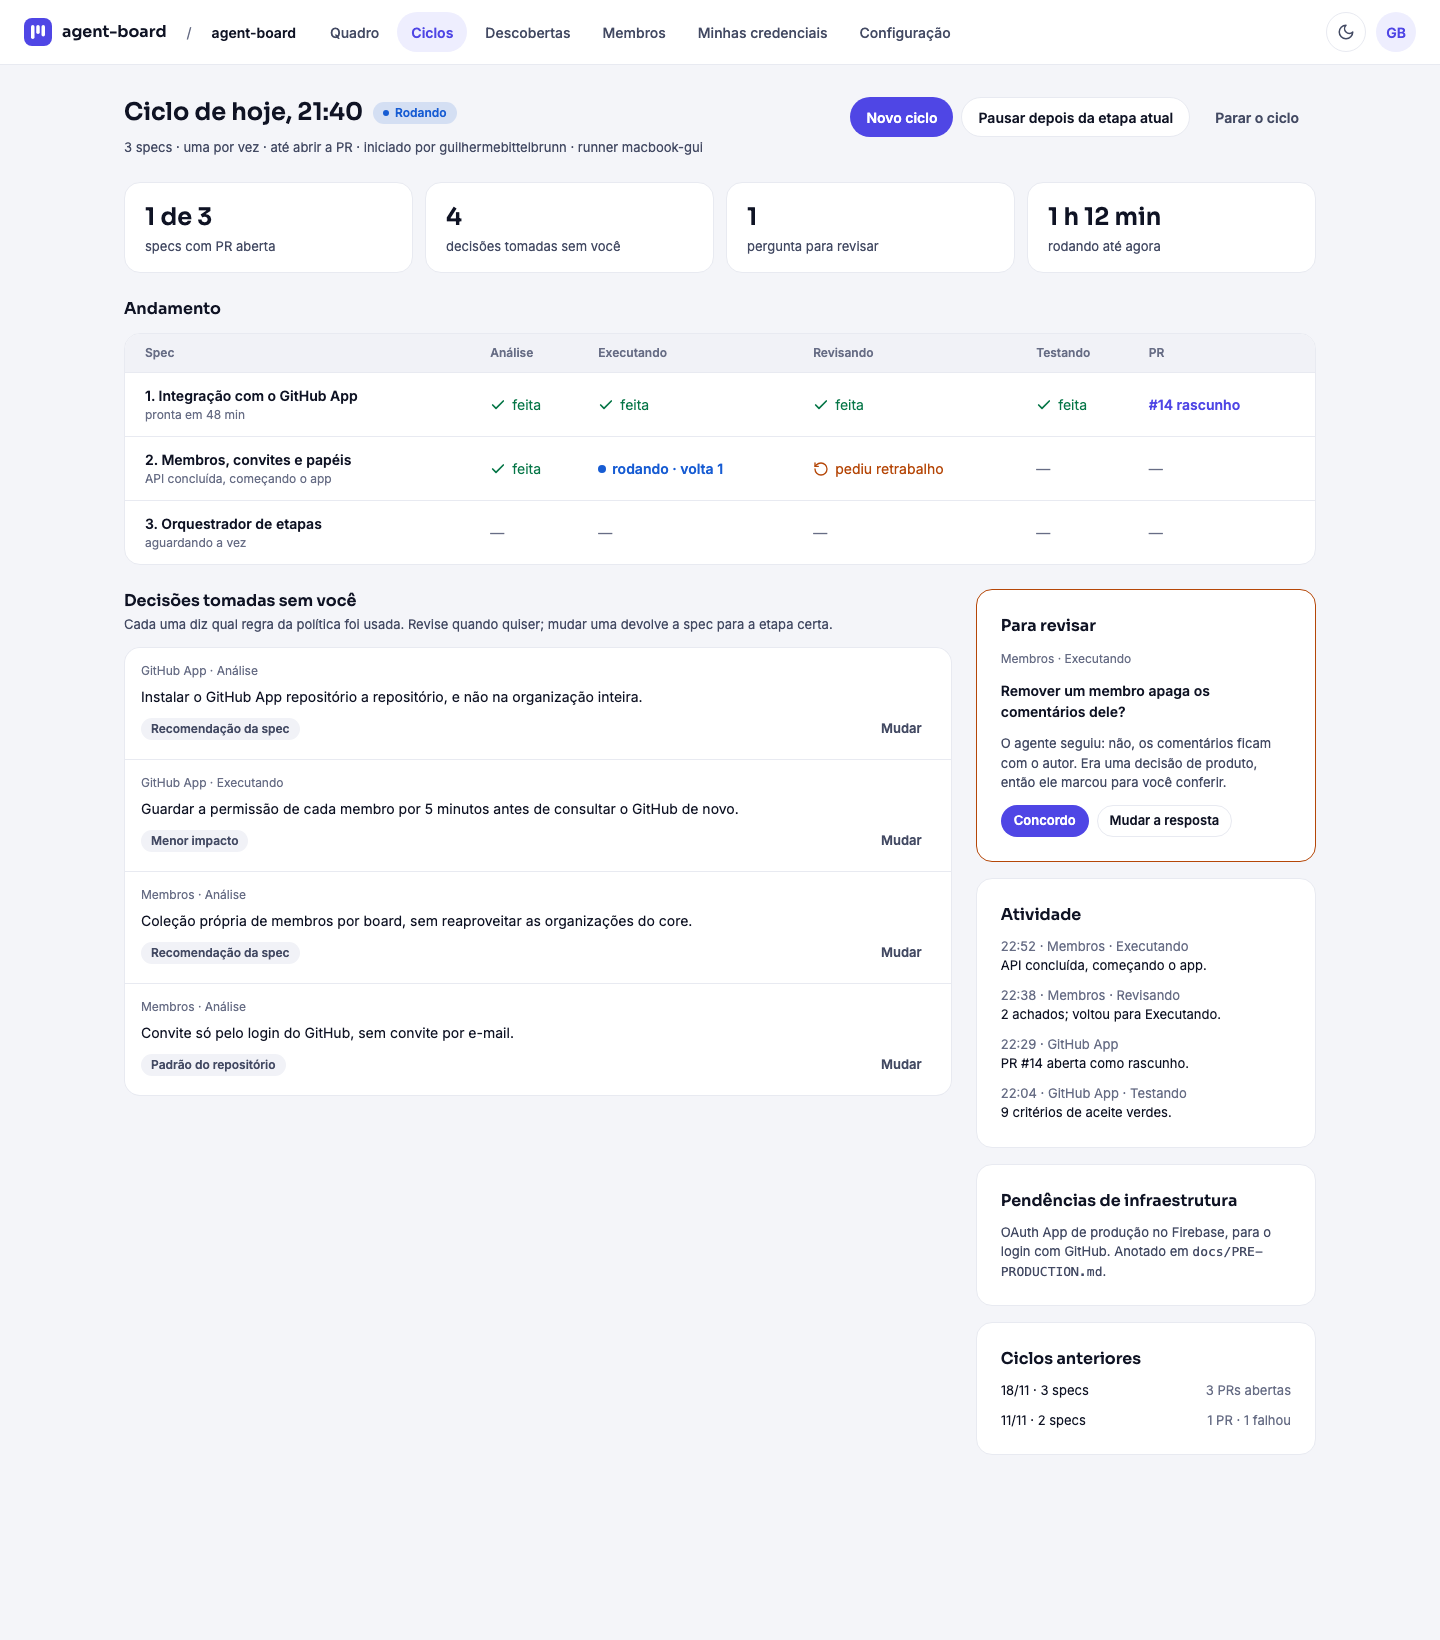 agent-board / agent-board Quadro Ciclos Descobertas Membros Minhas credenciais Configuração GB
Ciclo de hoje, 21:40 Rodando
Novo ciclo Pausar depois da etapa atual Parar o ciclo
3 specs · uma por vez · até abrir a PR · iniciado por guilhermebittelbrunn · runner macbook-gui
1 de 3
specs com PR aberta
4
decisões tomadas sem você
1
pergunta para revisar
1 h 12 min
rodando até agora
Andamento
Spec Análise Executando Revisando Testando PR
1. Integração com o GitHub App
pronta em 48 min
feita feita feita feita #14 rascunho
2. Membros, convites e papéis
API concluída, começando o app
feita rodando · volta 1 pediu retrabalho — —
3. Orquestrador de etapas
aguardando a vez
— — — — —
Decisões tomadas sem você
Cada uma diz qual regra da política foi usada. Revise quando quiser; mudar uma devolve a spec para a etapa certa.
GitHub App · Análise
Instalar o GitHub App repositório a repositório, e não na organização inteira.
Recomendação da spec Mudar
GitHub App · Executando
Guardar a permissão de cada membro por 5 minutos antes de consultar o GitHub de novo.
Menor impacto Mudar
Membros · Análise
Coleção própria de membros por board, sem reaproveitar as organizações do core.
Recomendação da spec Mudar
Membros · Análise
Convite só pelo login do GitHub, sem convite por e-mail.
Padrão do repositório Mudar
Para revisar
Membros · Executando
Remover um membro apaga os
comentários dele?
O agente seguiu: não, os comentários ficam
com o autor. Era uma decisão de produto,
então ele marcou para você conferir.
Concordo Mudar a resposta
Atividade
22:52 · Membros · Executando
API concluída, começando o app.
22:38 · Membros · Revisando
2 achados; voltou para Executando.
22:29 · GitHub App
PR #14 aberta como rascunho.
22:04 · GitHub App · Testando
9 critérios de aceite verdes.
Pendências de infraestrutura
OAuth App de produção no Firebase, para o
login com GitHub. Anotado em docs/PRE-
PRODUCTION.md.
Ciclos anteriores
18/11 · 3 specs 3 PRs abertas
11/11 · 2 specs 1 PR · 1 falhou